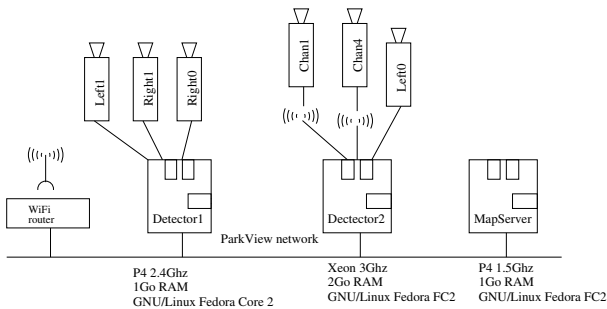 Left1
Right1
Right0
Chan1
Chan4
Left0
WiFi
router
Detector1
Dectector2
MapServer
ParkView network
P4 2.4Ghz
1Go RAM
GNU/Linux Fedora Core 2
Xeon 3Ghz
2Go RAM
GNU/Linux Fedora FC2
P4 1.5Ghz
1Go RAM
GNU/Linux Fedora FC2